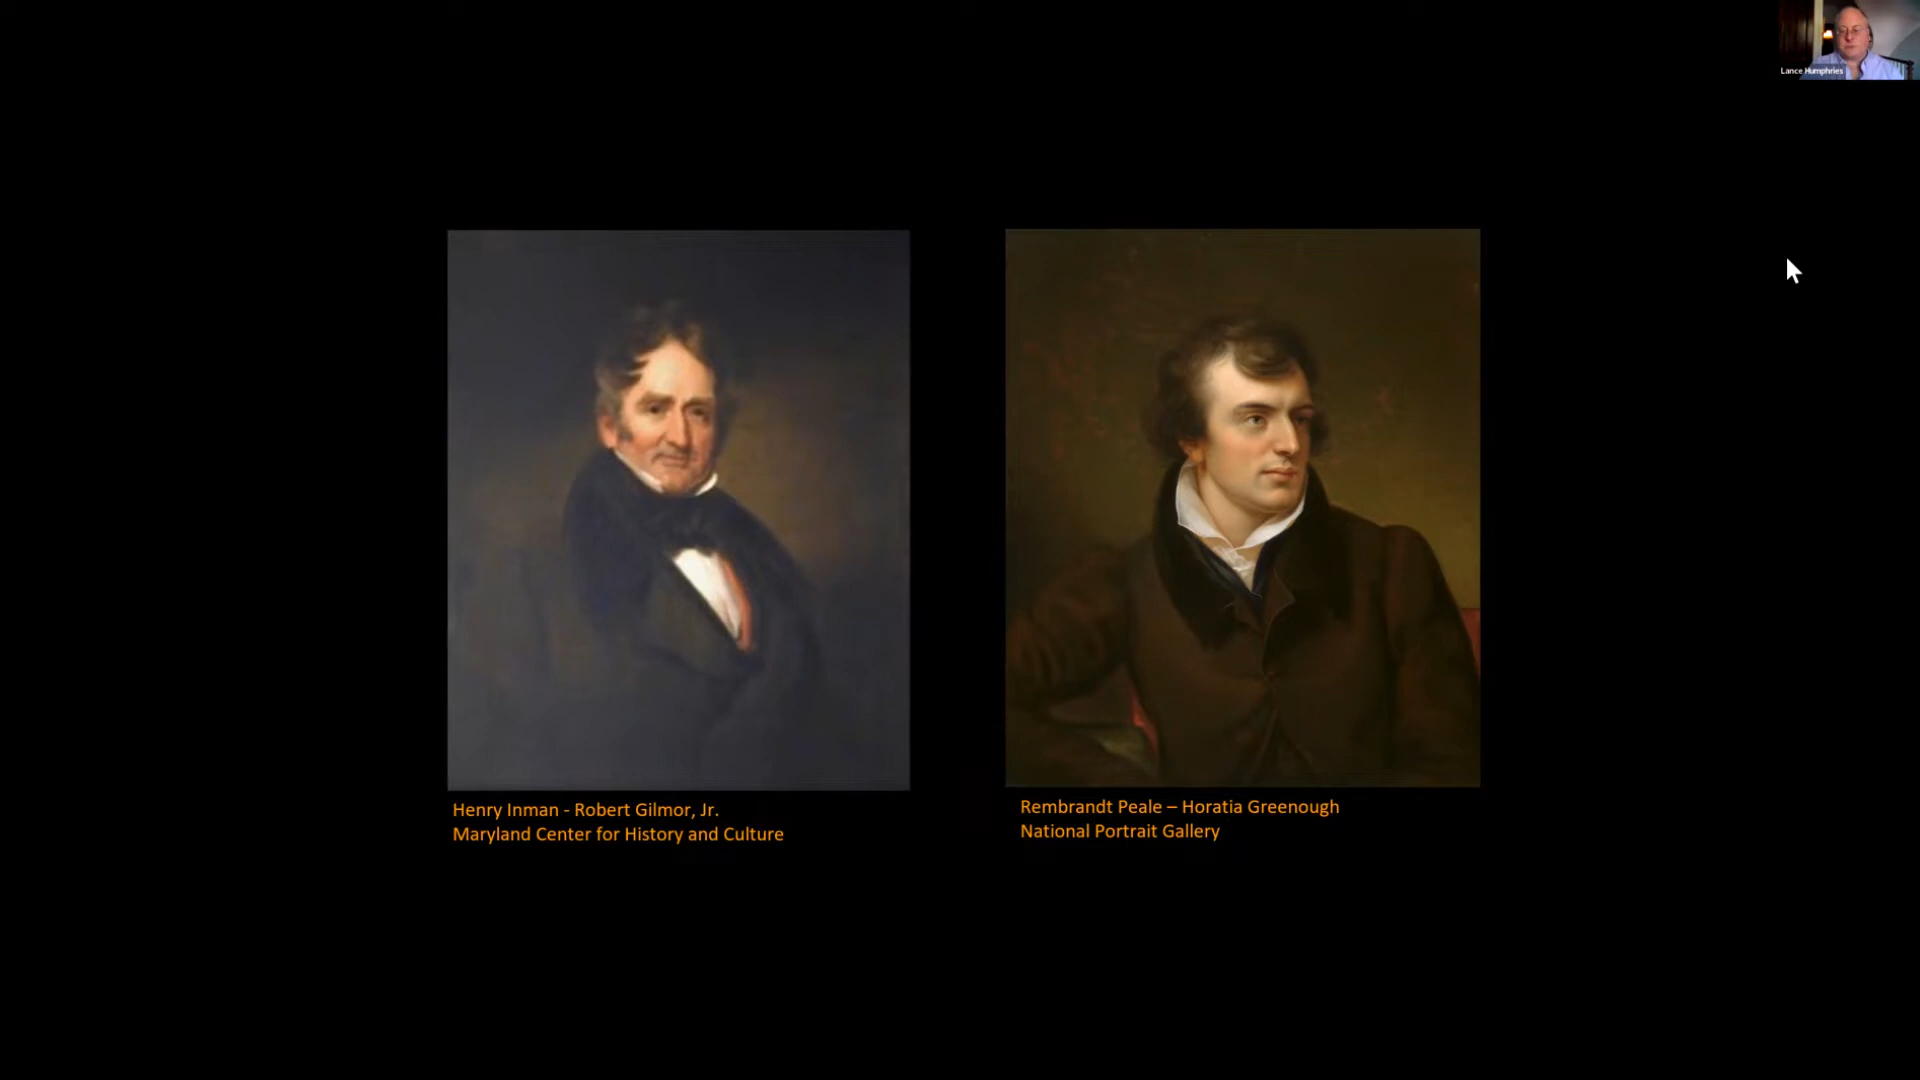 Lance Humphries
Henry Inman - Robert Gilmor, Jr.
Maryland Center for History and Culture
Rembrandt Peale – Horatia Greenough
National Portrait Gallery